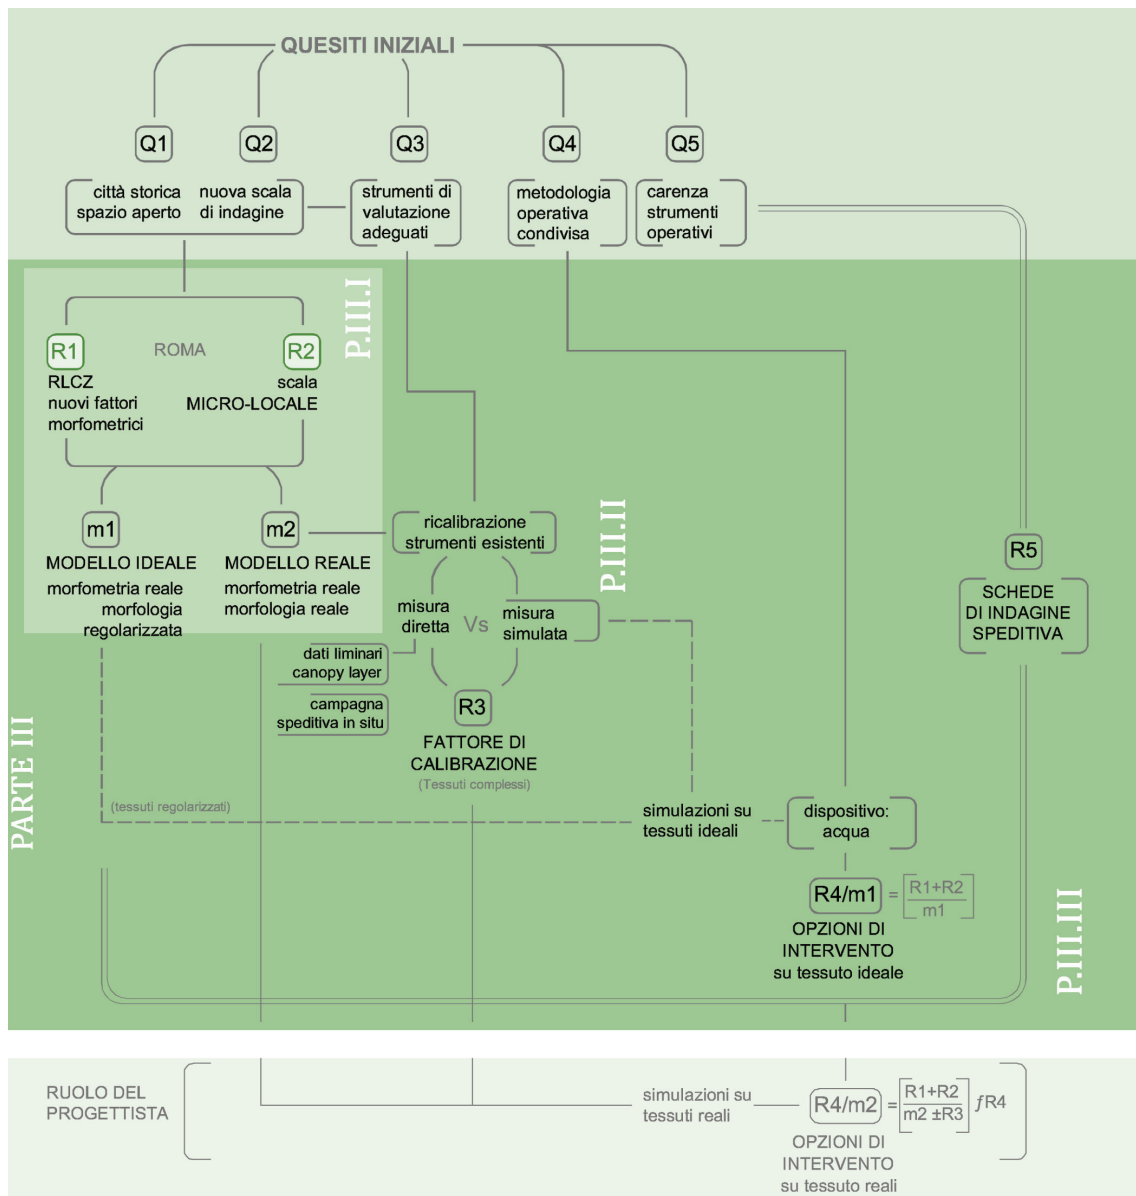 QUESITI INIZIALI
Q1
Q2
Q3
Q4
Q5
città storica
spazio aperto
nuova scala
di indagine
strumenti di
valutazione
adeguati
metodologia
operativa
condivisa
carenza
strumenti
operativi
P.III.I
R1
ROMA
R2
RLCZ
nuovi fattori
morfometrici
scala
MICRO-LOCALE
m1
m2
MODELLO IDEALE
morfometria reale
morfologia
regolarizzata
MODELLO REALE
morfometria reale
morfologia reale
ricalibrazione
strumenti esistenti
P.III.II
misura
diretta
Vs
misura
simulata
dati liminari
canopy layer
campagna
speditiva in situ
R3
FATTORE DI
CALIBRAZIONE
(Tessuti complessi)
R5
SCHEDE
DI INDAGINE
SPEDITIVA
PARTE III
(tessuti regolarizzati)
simulazioni su
tessuti ideali
dispositivo:
acqua
R4/m1
=
R1+R2
m1
OPZIONI DI
INTERVENTO
su tessuto ideale
P.III.III
RUOLO DEL
PROGETTISTA
simulazioni su
tessuti reali
R4/m2
=
R1+R2
m2 ±R3
ƒR4
OPZIONI DI
INTERVENTO
su tessuto reali